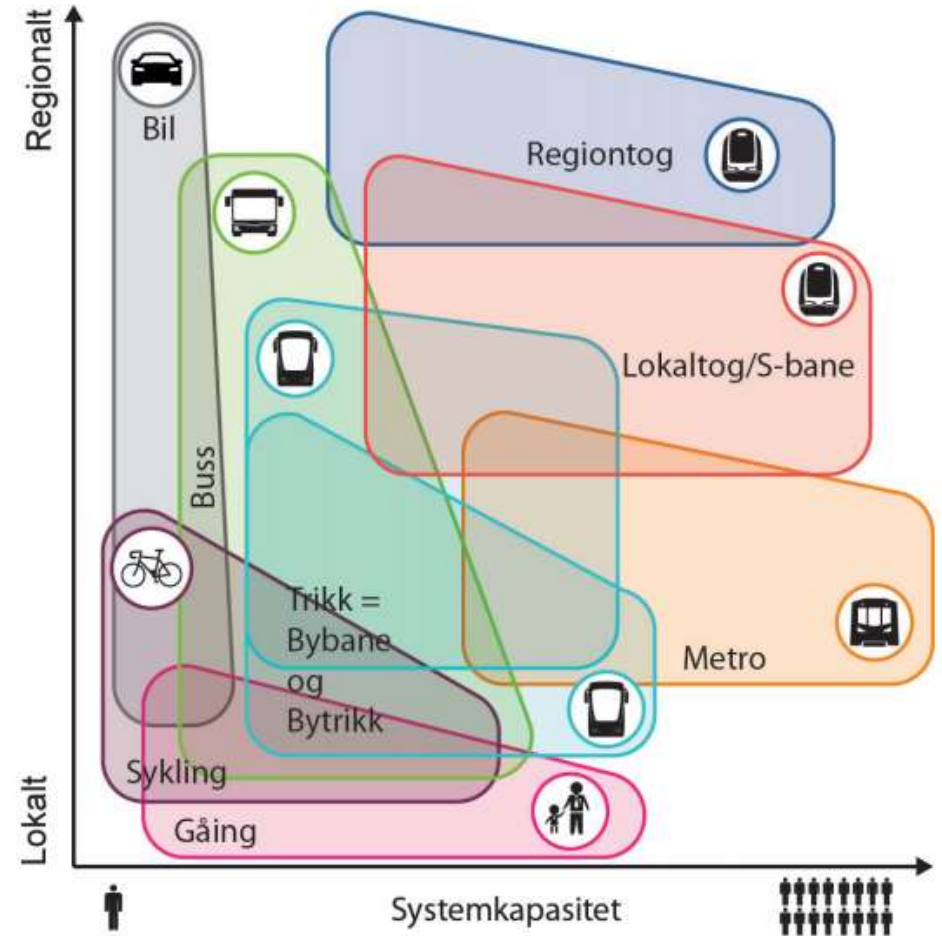 Regionalt
Bil
Regiontog
Lokaltog/S-bane
Buss
Trikk =
Bybane
og
Bytrikk
Metro
Sykling
Gåing
Lokalt
Systemkapasitet